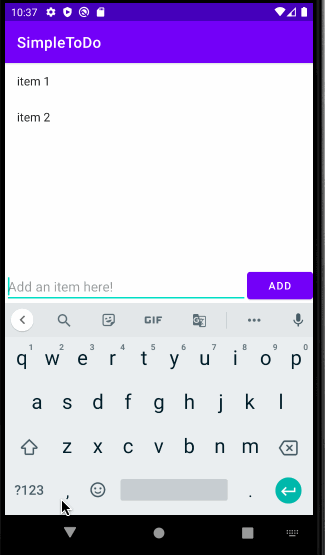 10:37
SimpleToDo
item 1
item 2
Add an item here! ADD
GIF
1 2 3 4 5 6 7 8 9 0
q w e r t y u i o p
a s d f g h j k l
z x c v b n m
?123 , .